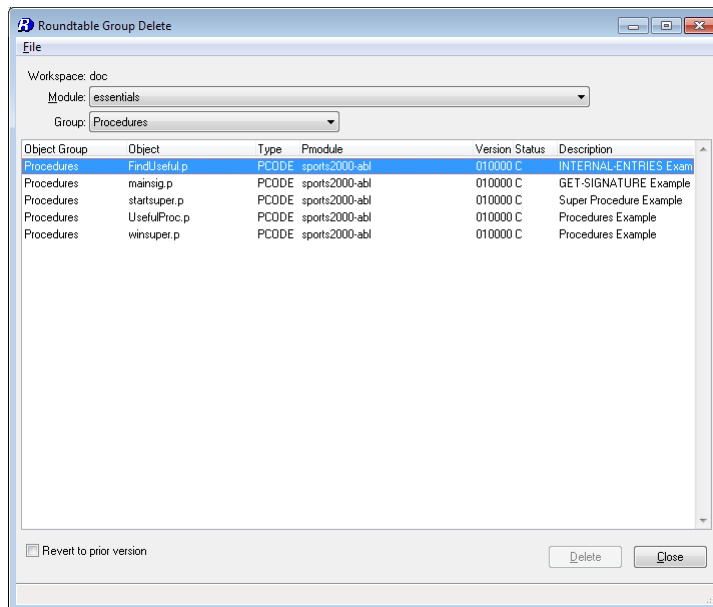 Roundtable Group Delete
File
Workspace: doc
Module: essentials
Group: Procedures
Object Group Object Type Pmodule Version Status Description
Procedures FindUseful.p PCODE sports2000-abl 010000 C INTERNAL-ENTRIES Exam
Procedures mainsig.p PCODE sports2000-abl 010000 C GET-SIGNATURE Example
Procedures startsuper.p PCODE sports2000-abl 010000 C Super Procedure Example
Procedures UsefulProc.p PCODE sports2000-abl 010000 C Procedures Example
Procedures winsuper.p PCODE sports2000-abl 010000 C Procedures Example
Revert to prior version
Delete Close